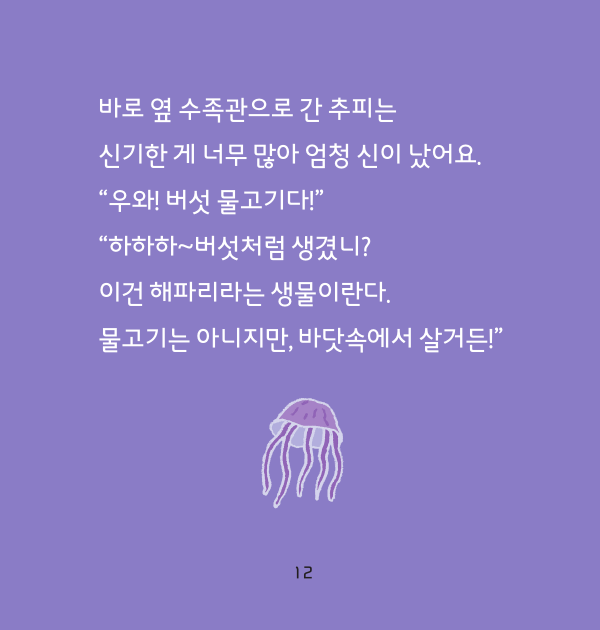 바로 옆 수족관으로 간 추피는
신기한 게 너무 많아 엄청 신이 났어요.
“우와! 버섯 물고기다!”
“하하하~버섯처럼 생겼니?
이건 해파리라는 생물이란다.
물고기는 아니지만, 바닷속에서 살거든!”
12